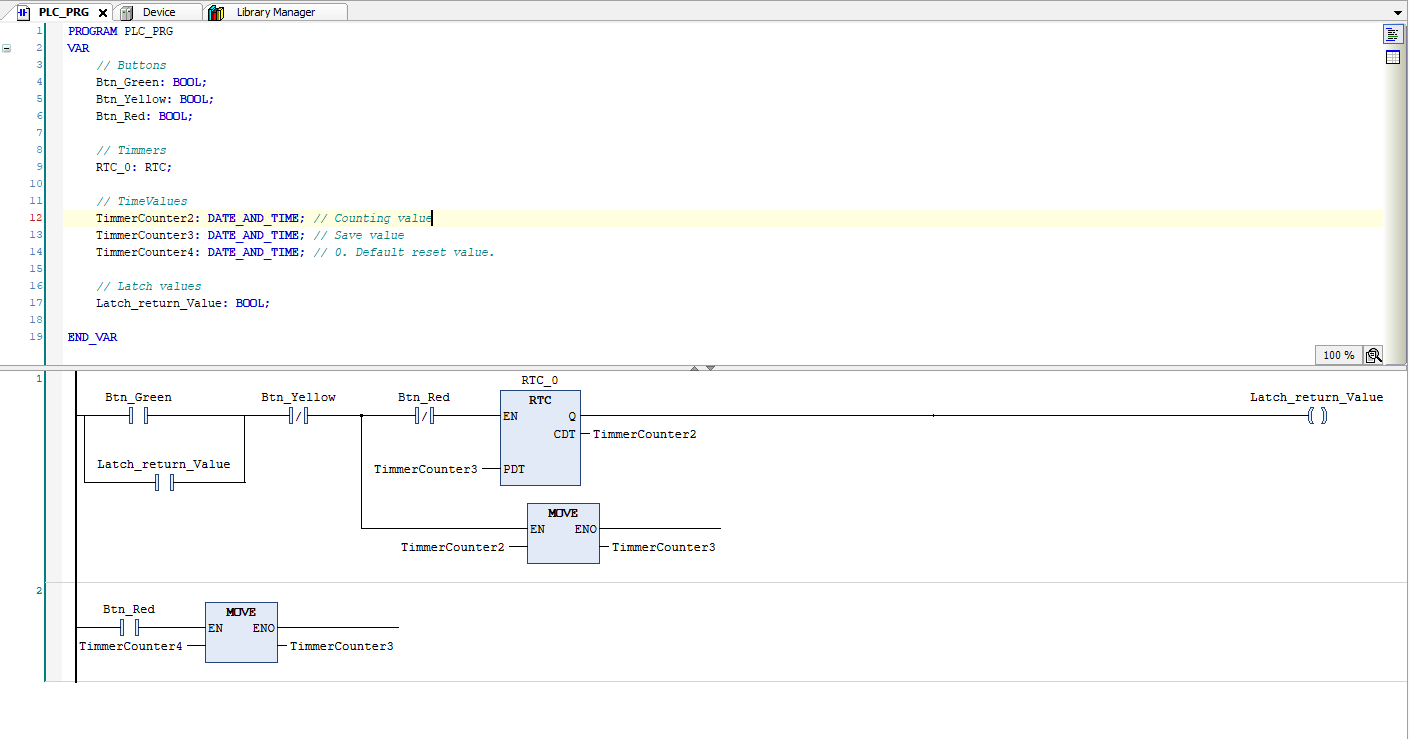 PLC_PRG Device Library Manager
1 PROGRAM PLC_PRG
2 VAR
3 // Buttons
4 Btn_Green: BOOL;
5 Btn_Yellow: BOOL;
6 Btn_Red: BOOL;
7
8 // Timmers
9 RTC_0: RTC;
10
11 // TimeValues
12 TimmerCounter2: DATE_AND_TIME; // Counting value
13 TimmerCounter3: DATE_AND_TIME; // Save value
14 TimmerCounter4: DATE_AND_TIME; // 0. Default reset value.
15
16 // Latch values
17 Latch_return_Value: BOOL;
18
19 END_VAR
100 %
1 RTC_0
Btn_Green Btn_Yellow Btn_Red RTC Latch_return_Value
EN Q
CDT TimmerCounter2
Latch_return_Value
TimmerCounter3 PDT
MOVE
EN ENO
TimmerCounter2 TimmerCounter3
2
Btn_Red MOVE
EN ENO
TimmerCounter4 TimmerCounter3